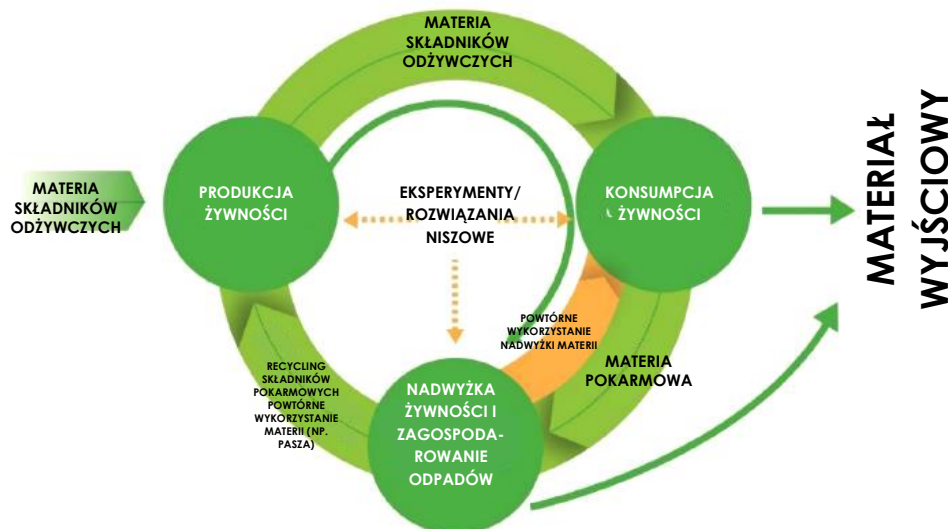 MATERIA
SKŁADNIKÓW
ODŻYWCZYCH
MATERIA
SKŁADNIKÓW
ODŻYWCZYCH
PRODUKCJA
ŻYWNOŚCI
EKSPERYMENTY/
ROZWIĄZANIA
NISZOWE
KONSUMPCJA
ŻYWNOŚCI
MATERIAŁ
WYJŚCIOWY
POWTÓRNE
WYKORZYSTANIE
NADWYŻKI MATERII
MATERIA
POKARMOWA
RECYCLING
SKŁADNIKÓW
POKARMOWYCH
POWTÓRNE
WYKORZYSTANIE
MATERII (NP.
PASZA)
NADWYŻKA
ŻYWNOŚCI I
ZAGOSPODA-
ROWANIE
ODPADÓW